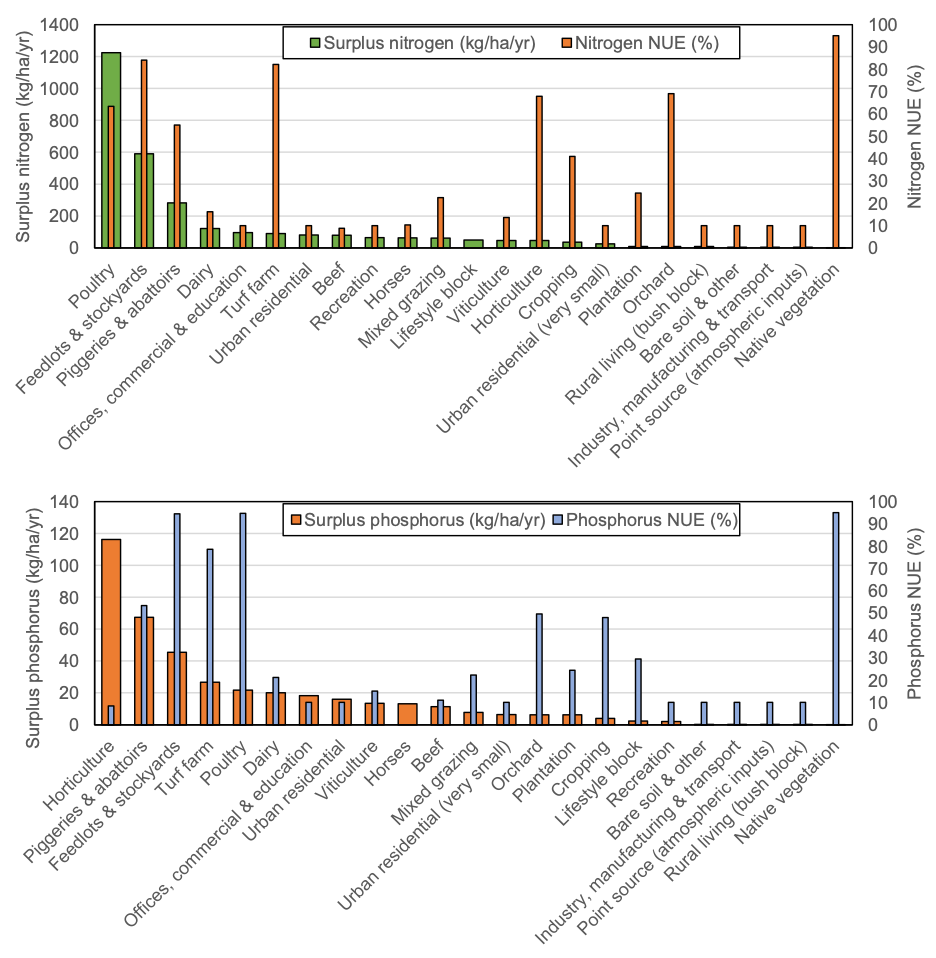 Surplus nitrogen (kg/ha/yr)
Nitrogen NUE (%)
Surplus nitrogen (kg/ha/yr)
1400
1200
1000
800
600
400
200
0
100
90
80
70
60
50
40
30
20
10
0
Nitrogen NUE (%)
Poultry
Feedlots & stockyards
Piggeries & abattoirs
Dairy
Offices, commercial & education
Turf farm
Urban residential
Beef
Recreation
Horses
Mixed grazing
Lifestyle block
Viticulture
Horticulture
Cropping
Urban residential (very small)
Plantation
Orchard
Rural living (bush block)
Bare soil & other
Industry, manufacturing & transport
Point source (atmospheric inputs)
Native vegetation
Surplus phosphorus (kg/ha/yr)
Phosphorus NUE (%)
Surplus phosphorus (kg/ha/yr)
140
120
100
80
60
40
20
0
100
90
80
70
60
50
40
30
20
10
0
Phosphorus NUE (%)
Horticulture
Piggeries & abattoirs
Feedlots & stockyards
Turf farm
Poultry
Dairy
Offices, commercial & education
Urban residential
Viticulture
Horses
Beef
Mixed grazing
Urban residential (very small)
Orchard
Plantation
Cropping
Lifestyle block
Recreation
Bare soil & other
Industry, manufacturing & transport
Point source (atmospheric inputs)
Rural living (bush block)
Native vegetation